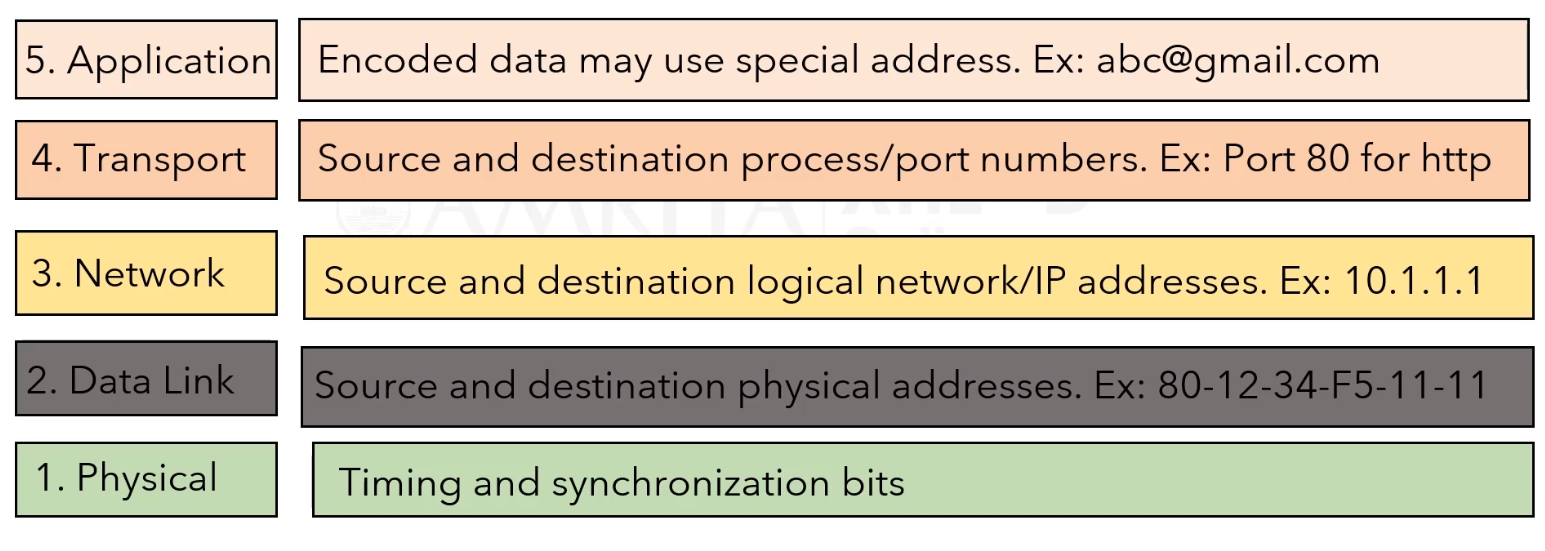 5. Application
Encoded data may use special address. Ex: abc@gmail.com
4. Transport
Source and destination process/port numbers. Ex: Port 80 for http
AMRITA
3. Network
Source and destination logical network/IP addresses. Ex: 10.1.1.1
2. Data Link
Source and destination physical addresses. Ex: 80-12-34-F5-11-11
1. Physical
Timing and synchronization bits